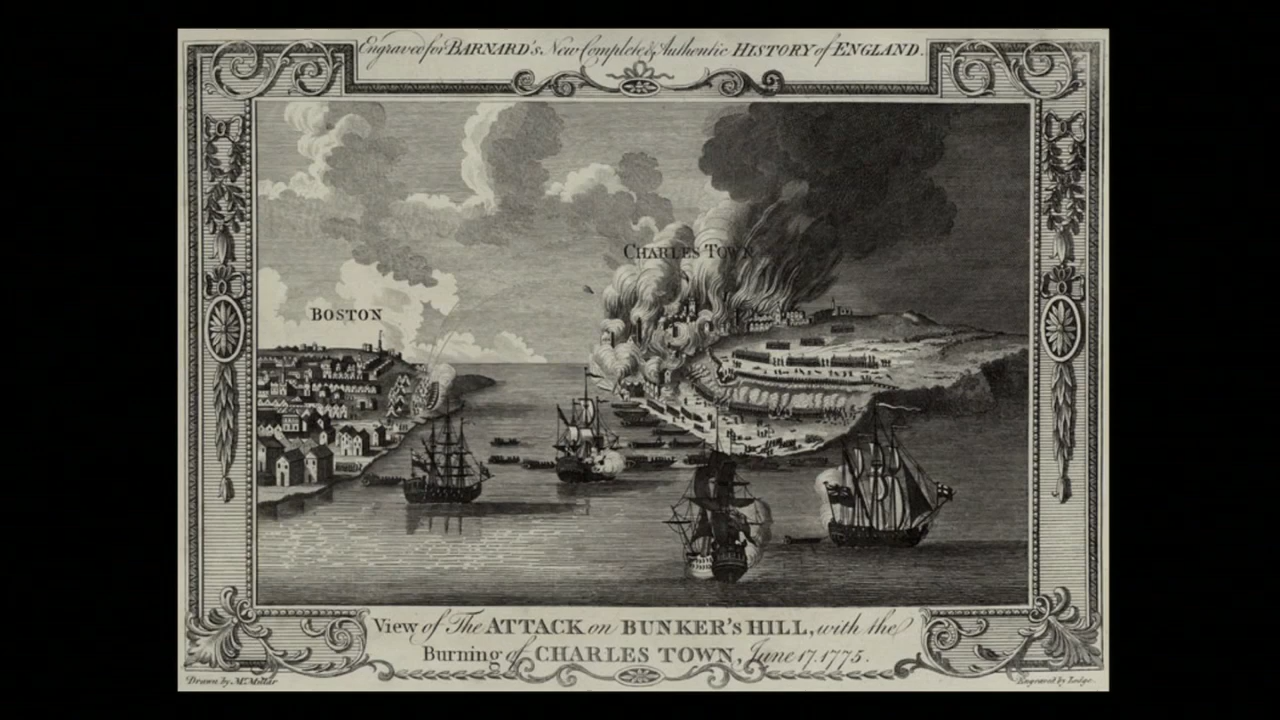 Engraved for BARNARD's New Complete & Authentic HISTORY of ENGLAND.
CHARLES TOWN
BOSTON
View of The ATTACK on BUNKER's HILL, with the
Burning of CHARLES TOWN, June 17. 1775.
Drawn by Mr. Millar
Engraved by Lodge.